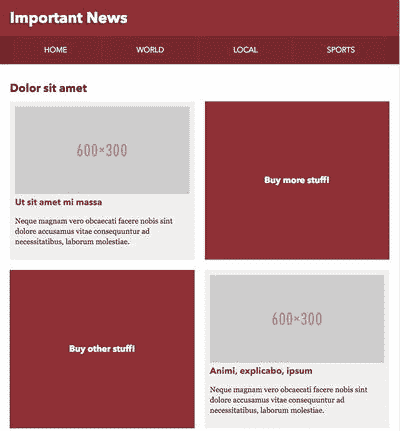 Important News
HOME WORLD LOCAL SPORTS
Dolor sit amet
600×300
Ut sit amet mi massa
Neque magnam vero obcaecati facere nobis sint
dolore accusamus vitae consequuntur ad
necessitatibus, laborum molestiae.
Buy more stuff!
Buy other stuff!
600×300
Animi, explicabo, ipsum
Neque magnam vero obcaecati facere nobis sint
dolore accusamus vitae consequuntur ad
necessitatibus, laborum molestiae.